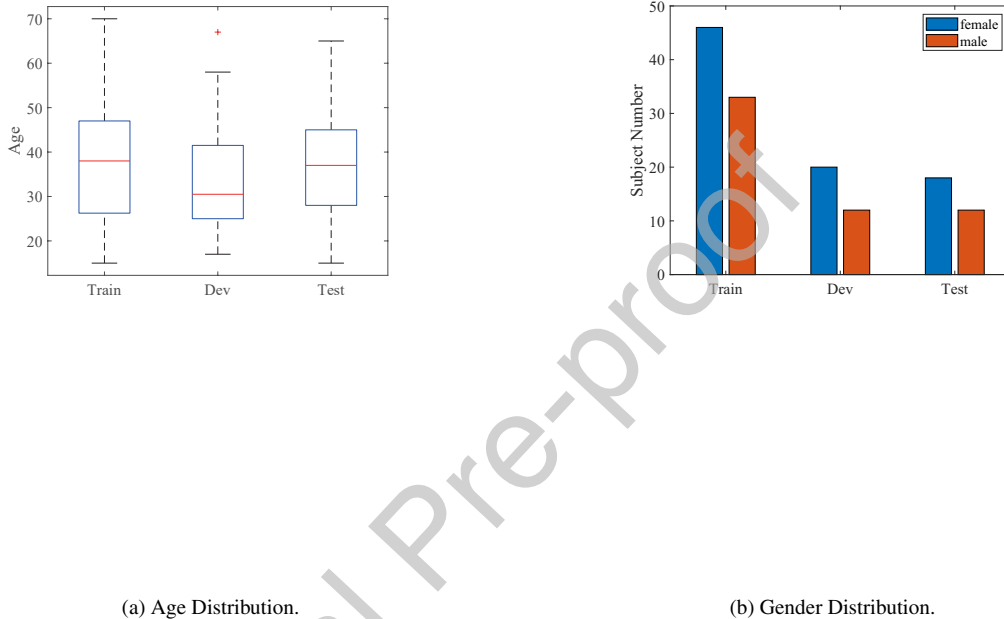 70
60
50
40
30
20
Age
Train Dev Test
50
40
30
20
10
0
Subject Number
female
male
Train Dev Test
al Pre-proof
(a) Age Distribution.
(b) Gender Distribution.